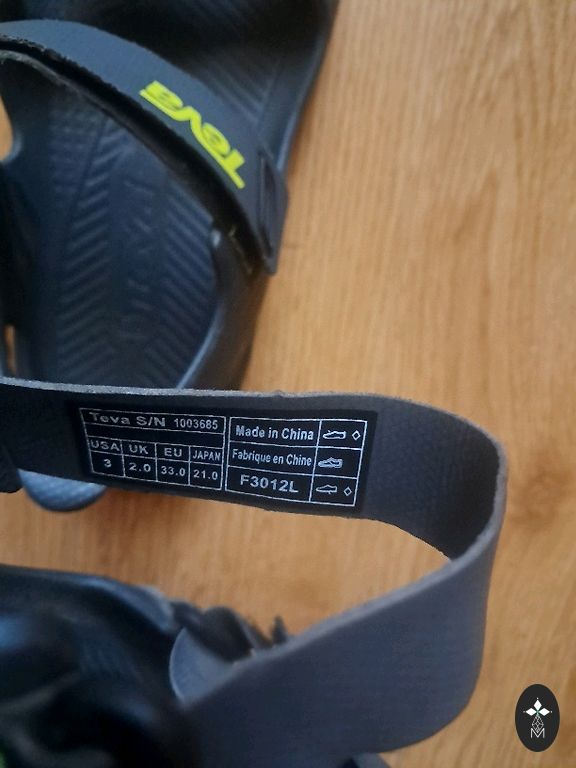 Teva
Teva S/N 1003685
USA UK EU JAPAN
3 2.0 33.0 21.0
Made in China
Fabrique en Chine
F3012L
M